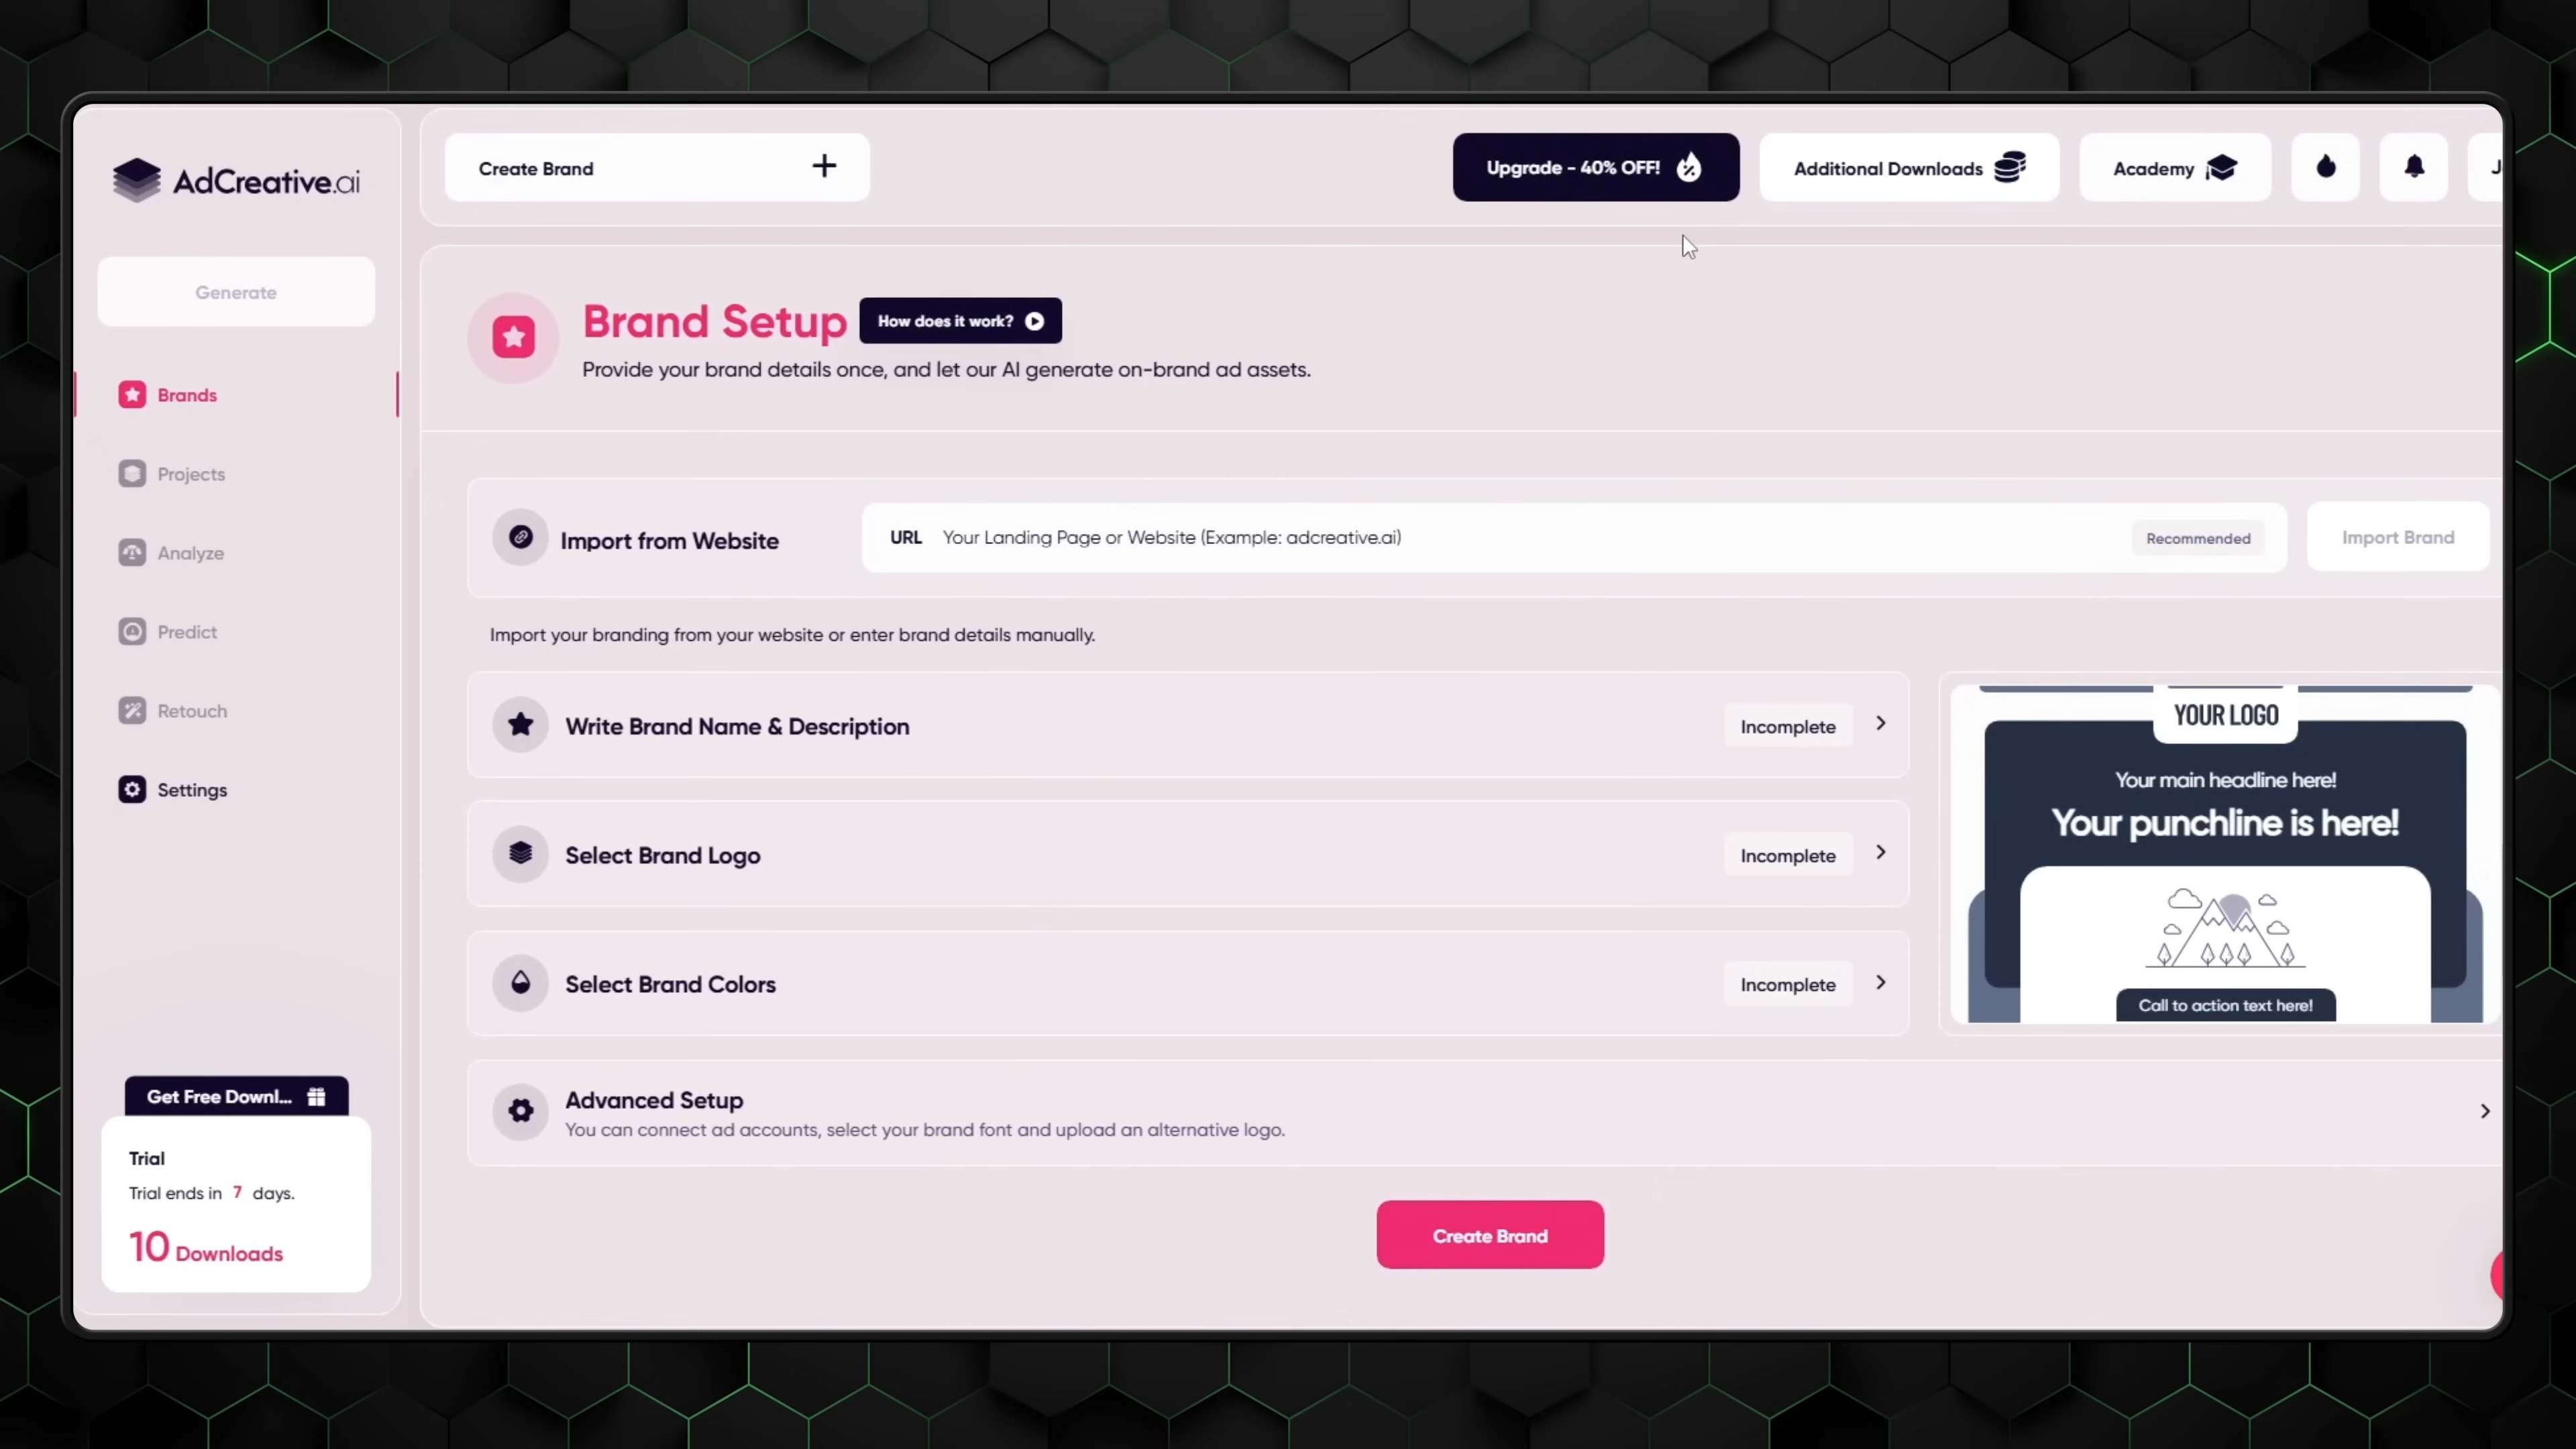 AdCreative.ai
Create Brand
Upgrade - 40% OFF!
Additional Downloads
Academy
Generate
Brands
Projects
Analyze
Predict
Retouch
Settings
Get Free Downl...
Trial
Trial ends in 7 days.
10 Downloads
Brand Setup
How does it work?
Provide your brand details once, and let our AI generate on-brand ad assets.
Import from Website
URL Your Landing Page or Website (Example: adcreative.ai)
Recommended
Import Brand
Import your branding from your website or enter brand details manually.
Write Brand Name & Description
Incomplete
Select Brand Logo
Incomplete
Select Brand Colors
Incomplete
YOUR LOGO
Your main headline here!
Your punchline is here!
Call to action text here!
Advanced Setup
You can connect ad accounts, select your brand font and upload an alternative logo.
Create Brand